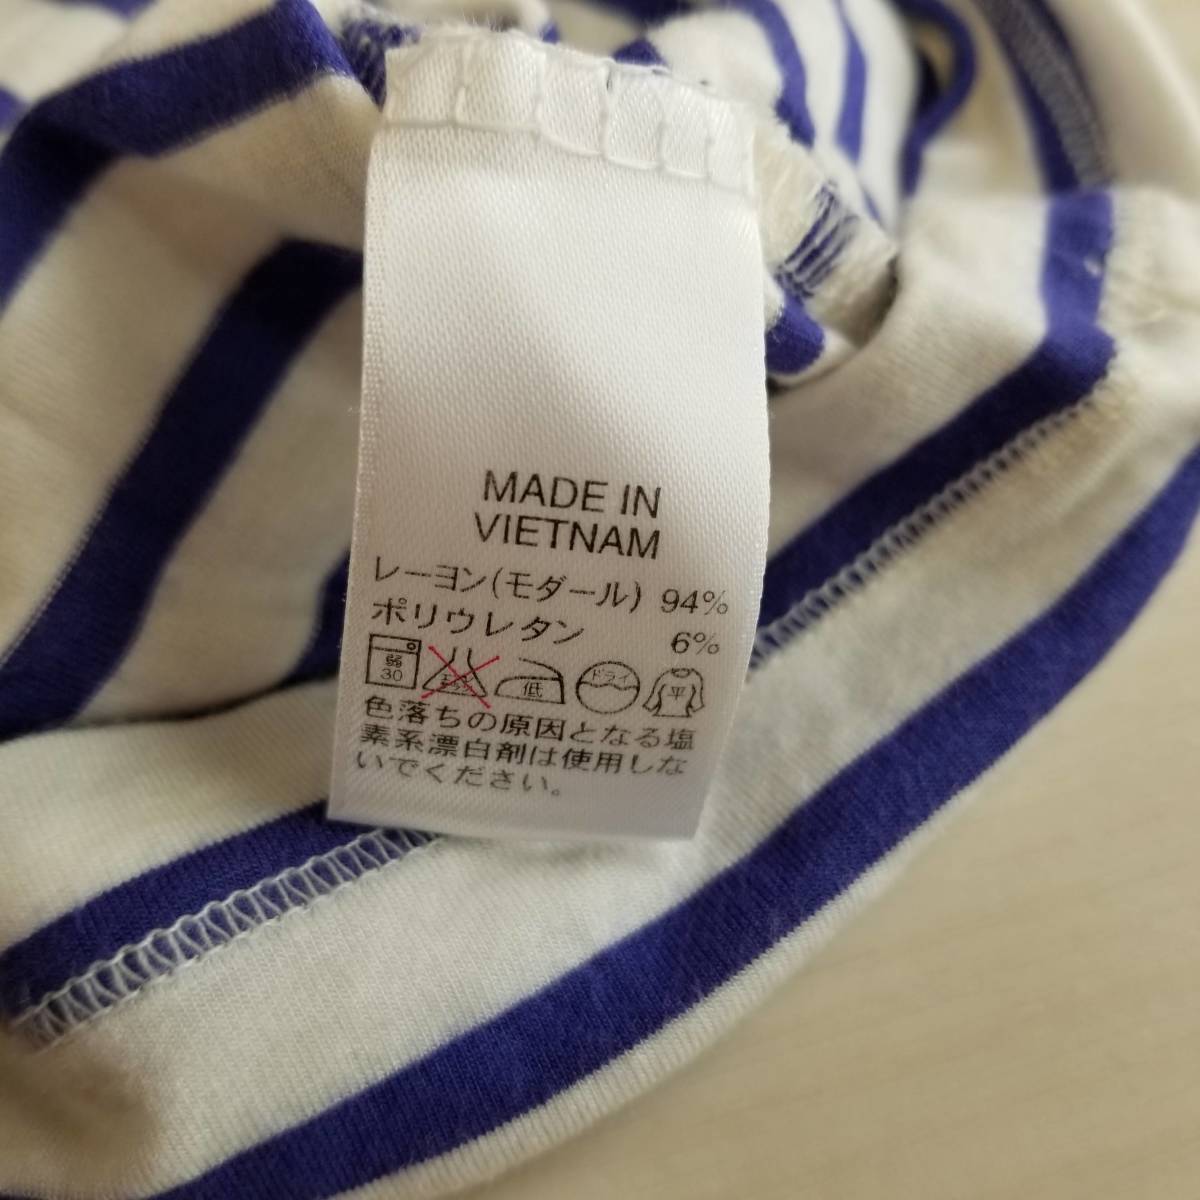 MADE IN
VIETNAM
レーヨン(モダール) 94%
ポリウレタン 6%
弱 30 低 ドライ 平
色落ちの原因となる塩
素系漂白剤は使用しな
いでください。